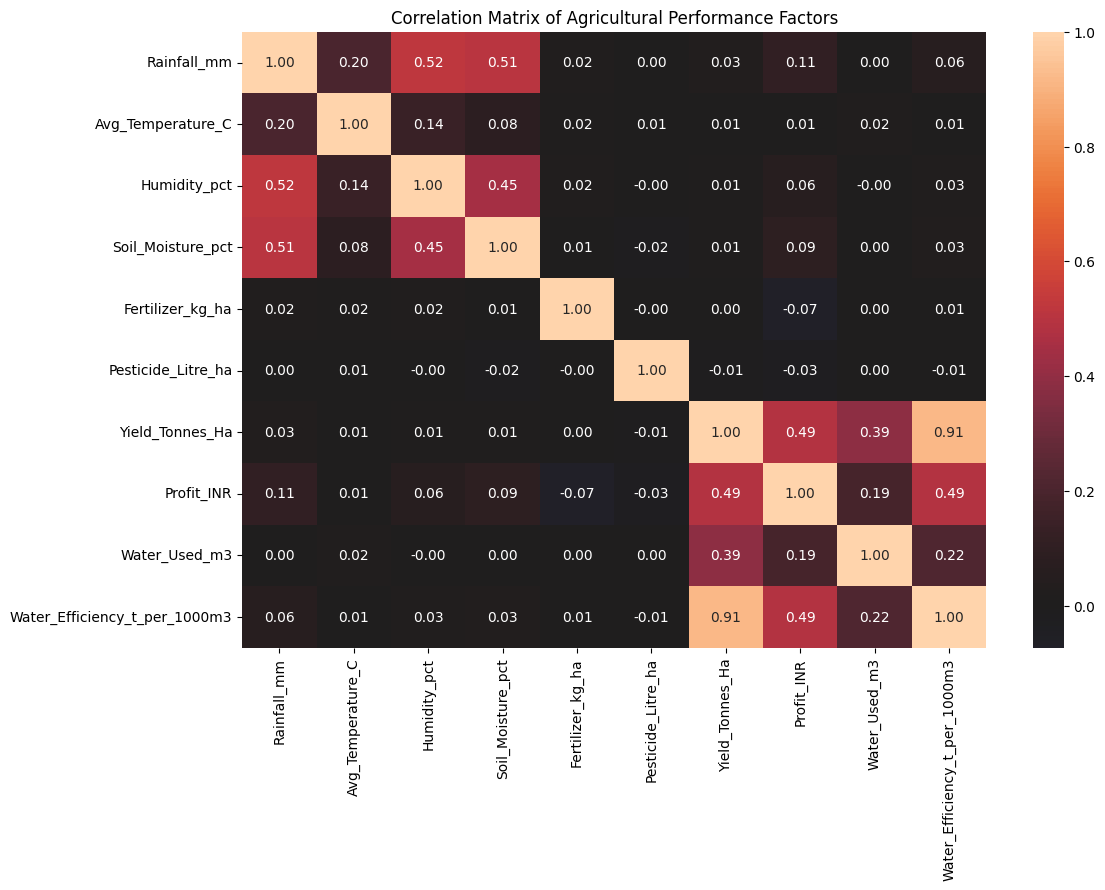 Correlation Matrix of Agricultural Performance Factors
Rainfall_mm 1.00 0.20 0.52 0.51 0.02 0.00 0.03 0.11 0.00 0.06
Avg_Temperature_C 0.20 1.00 0.14 0.08 0.02 0.01 0.01 0.01 0.02 0.01
Humidity_pct 0.52 0.14 1.00 0.45 0.02 -0.00 0.01 0.06 -0.00 0.03
Soil_Moisture_pct 0.51 0.08 0.45 1.00 0.01 -0.02 0.01 0.09 0.00 0.03
Fertilizer_kg_ha 0.02 0.02 0.02 0.01 1.00 -0.00 0.00 -0.07 0.00 0.01
Pesticide_Litre_ha 0.00 0.01 -0.00 -0.02 -0.00 1.00 -0.01 -0.03 0.00 -0.01
Yield_Tonnes_Ha 0.03 0.01 0.01 0.01 0.00 -0.01 1.00 0.49 0.39 0.91
Profit_INR 0.11 0.01 0.06 0.09 -0.07 -0.03 0.49 1.00 0.19 0.49
Water_Used_m3 0.00 0.02 -0.00 0.00 0.00 0.00 0.39 0.19 1.00 0.22
Water_Efficiency_t_per_1000m3 0.06 0.01 0.03 0.03 0.01 -0.01 0.91 0.49 0.22 1.00
Rainfall_mm
Avg_Temperature_C
Humidity_pct
Soil_Moisture_pct
Fertilizer_kg_ha
Pesticide_Litre_ha
Yield_Tonnes_Ha
Profit_INR
Water_Used_m3
Water_Efficiency_t_per_1000m3
1.0
0.8
0.6
0.4
0.2
0.0